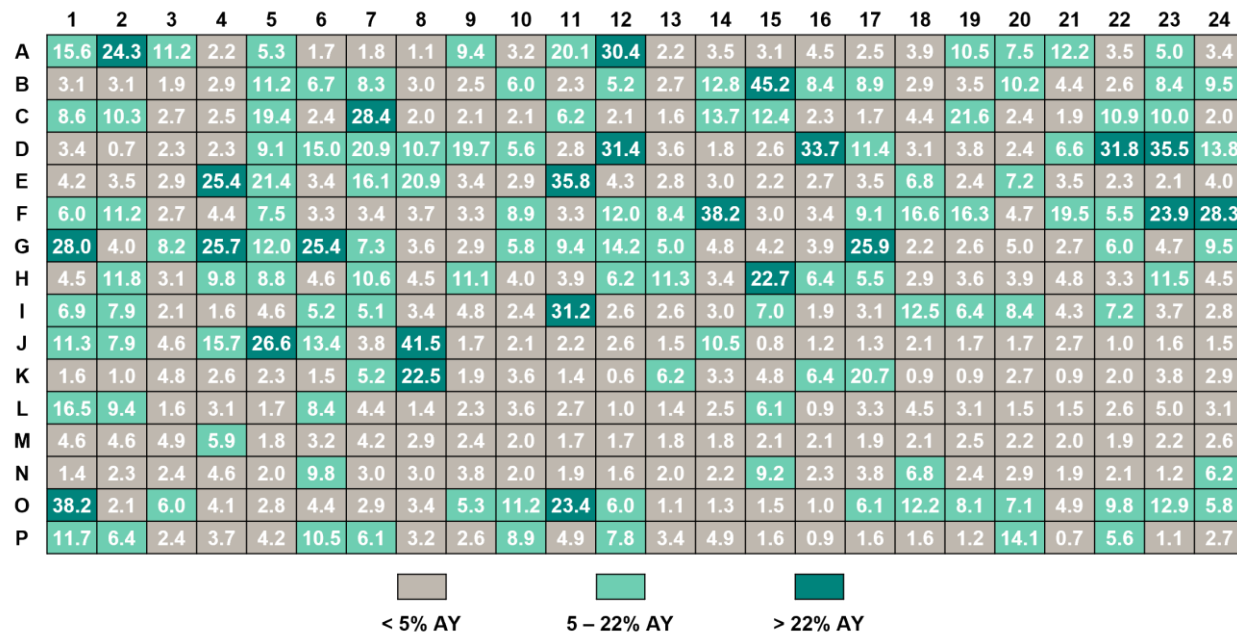 1 2 3 4 5 6 7 8 9 10 11 12 13 14 15 16 17 18 19 20 21 22 23 24
A 15.6 24.3 11.2 2.2 5.3 1.7 1.8 1.1 9.4 3.2 20.1 30.4 2.2 3.5 3.1 4.5 2.5 3.9 10.5 7.5 12.2 3.5 5.0 3.4
B 3.1 3.1 1.9 2.9 11.2 6.7 8.3 3.0 2.5 6.0 2.3 5.2 2.7 12.8 45.2 8.4 8.9 2.9 3.5 10.2 4.4 2.6 8.4 9.5
C 8.6 10.3 2.7 2.5 19.4 2.4 28.4 2.0 2.1 2.1 6.2 2.1 1.6 13.7 12.4 2.3 1.7 4.4 21.6 2.4 1.9 10.9 10.0 2.0
D 3.4 0.7 2.3 2.3 9.1 15.0 20.9 10.7 19.7 5.6 2.8 31.4 3.6 1.8 2.6 33.7 11.4 3.1 3.8 2.4 6.6 31.8 35.5 13.8
E 4.2 3.5 2.9 25.4 21.4 3.4 16.1 20.9 3.4 2.9 35.8 4.3 2.8 3.0 2.2 2.7 3.5 6.8 2.4 7.2 3.5 2.3 2.1 4.0
F 6.0 11.2 2.7 4.4 7.5 3.3 3.4 3.7 3.3 8.9 3.3 12.0 8.4 38.2 3.0 3.4 9.1 16.6 16.3 4.7 19.5 5.5 23.9 28.3
G 28.0 4.0 8.2 25.7 12.0 25.4 7.3 3.6 2.9 5.8 9.4 14.2 5.0 4.8 4.2 3.9 25.9 2.2 2.6 5.0 2.7 6.0 4.7 9.5
H 4.5 11.8 3.1 9.8 8.8 4.6 10.6 4.5 11.1 4.0 3.9 6.2 11.3 3.4 22.7 6.4 5.5 2.9 3.6 3.9 4.8 3.3 11.5 4.5
I 6.9 7.9 2.1 1.6 4.6 5.2 5.1 3.4 4.8 2.4 31.2 2.6 2.6 3.0 7.0 1.9 3.1 12.5 6.4 8.4 4.3 7.2 3.7 2.8
J 11.3 7.9 4.6 15.7 26.6 13.4 3.8 41.5 1.7 2.1 2.2 2.6 1.5 10.5 0.8 1.2 1.3 2.1 1.7 1.7 2.7 1.0 1.6 1.5
K 1.6 1.0 4.8 2.6 2.3 1.5 5.2 22.5 1.9 3.6 1.4 0.6 6.2 3.3 4.8 6.4 20.7 0.9 0.9 2.7 0.9 2.0 3.8 2.9
L 16.5 9.4 1.6 3.1 1.7 8.4 4.4 1.4 2.3 3.6 2.7 1.0 1.4 2.5 6.1 0.9 3.3 4.5 3.1 1.5 1.5 2.6 5.0 3.1
M 4.6 4.6 4.9 5.9 1.8 3.2 4.2 2.9 2.4 2.0 1.7 1.7 1.8 1.8 2.1 2.1 1.9 2.1 2.5 2.2 2.0 1.9 2.2 2.6
N 1.4 2.3 2.4 4.6 2.0 9.8 3.0 3.0 3.8 2.0 1.9 1.6 2.0 2.2 9.2 2.3 3.8 6.8 2.4 2.9 1.9 2.1 1.2 6.2
O 38.2 2.1 6.0 4.1 2.8 4.4 2.9 3.4 5.3 11.2 23.4 6.0 1.1 1.3 1.5 1.0 6.1 12.2 8.1 7.1 4.9 9.8 12.9 5.8
P 11.7 6.4 2.4 3.7 4.2 10.5 6.1 3.2 2.6 8.9 4.9 7.8 3.4 4.9 1.6 0.9 1.6 1.6 1.2 14.1 0.7 5.6 1.1 2.7
< 5% AY 5 – 22% AY > 22% AY